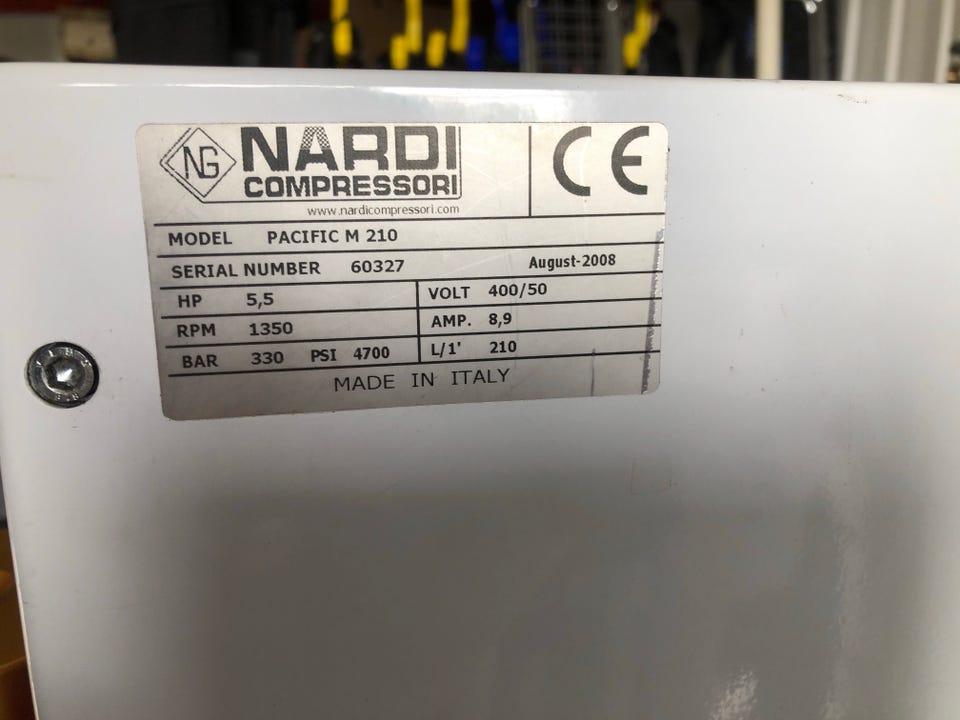 NG NARDI
COMPRESSORI
www.nardicompressori.com
CE
MODEL PACIFIC M 210
SERIAL NUMBER 60327 August-2008
HP 5,5 VOLT 400/50
RPM 1350 AMP. 8,9
BAR 330 PSI 4700 L/1' 210
MADE IN ITALY